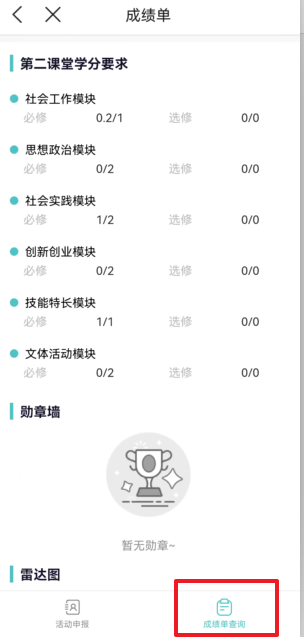 成绩单
第二课堂学分要求
社会工作模块
必修 0.2/1 选修 0/0
思想政治模块
必修 0/2 选修 0/0
社会实践模块
必修 1/2 选修 0/0
创新创业模块
必修 0/2 选修 0/0
技能特长模块
必修 1/1 选修 0/0
文体活动模块
必修 0/2 选修 0/0
勋章墙
暂无勋章~
雷达图
活动申报 成绩单查询